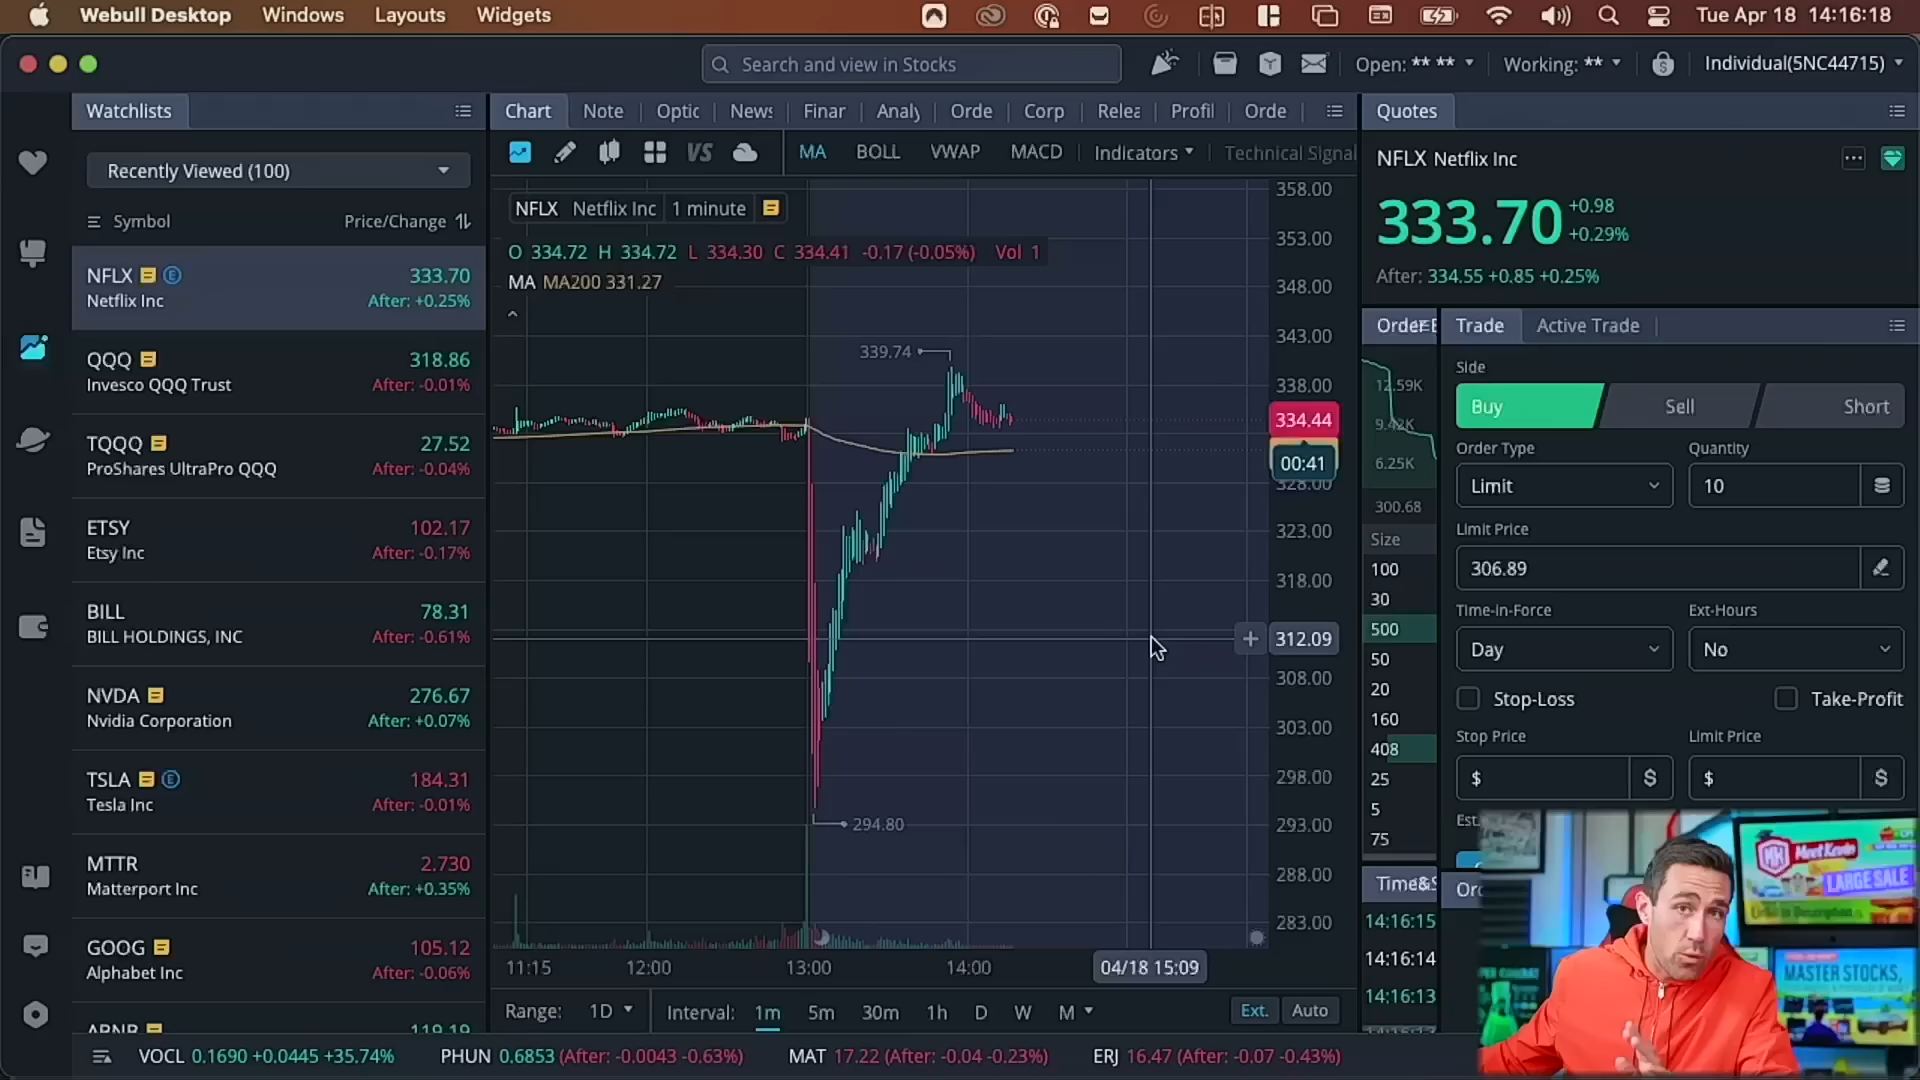 Webull Desktop Windows Layouts Widgets
Tue Apr 18 14:16:18
Search and view in Stocks
Open: ** ** Working: ** Individual(5NC44715)
Watchlists
Recently Viewed (100)
Symbol Price/Change
NFLX E 333.70
Netflix Inc After: +0.25%
QQQ 318.86
Invesco QQQ Trust After: -0.01%
TQQQ 27.52
ProShares UltraPro QQQ After: -0.04%
ETSY 102.17
Etsy Inc After: -0.17%
BILL 78.31
BILL HOLDINGS, INC After: -0.61%
NVDA 276.67
Nvidia Corporation After: +0.07%
TSLA E 184.31
Tesla Inc After: -0.01%
MTTR 2.730
Matterport Inc After: +0.35%
GOOG 105.12
Alphabet Inc After: -0.06%
ABNB 119.19
Chart Note Optic News Finar Analy Orde Corp Relea Profil Orde
VS MA BOLL VWAP MACD Indicators Technical Signal
NFLX Netflix Inc 1 minute
O 334.72 H 334.72 L 334.30 C 334.41 -0.17 (-0.05%) Vol 1
MA MA200 331.27
339.74
294.80
358.00
353.00
348.00
343.00
338.00
334.44
00:41
328.00
323.00
318.00
312.09
308.00
303.00
298.00
293.00
288.00
283.00
11:15 12:00 13:00 14:00 04/18 15:09
Range: 1D Interval: 1m 5m 30m 1h D W M Ext. Auto
Quotes
NFLX Netflix Inc
333.70 +0.98
+0.29%
After: 334.55 +0.85 +0.25%
Order
12.59K
9.42K
6.25K
300.68
Size
100
30
500
50
20
160
408
25
5
75
Time&S
14:16:15
14:16:14
14:16:13
Trade Active Trade
Side
Buy Sell Short
Order Type Quantity
Limit 10
Limit Price
306.89
Time-In-Force Ext-Hours
Day No
Stop-Loss Take-Profit
Stop Price Limit Price
$ $ $ $
Est.
Or
Meet Kevin
LARGE SALE
MASTER STOCKS,
VOCL 0.1690 +0.0445 +35.74% PHUN 0.6853 (After: -0.0043 -0.63%) MAT 17.22 (After: -0.04 -0.23%) ERJ 16.47 (After: -0.07 -0.43%)